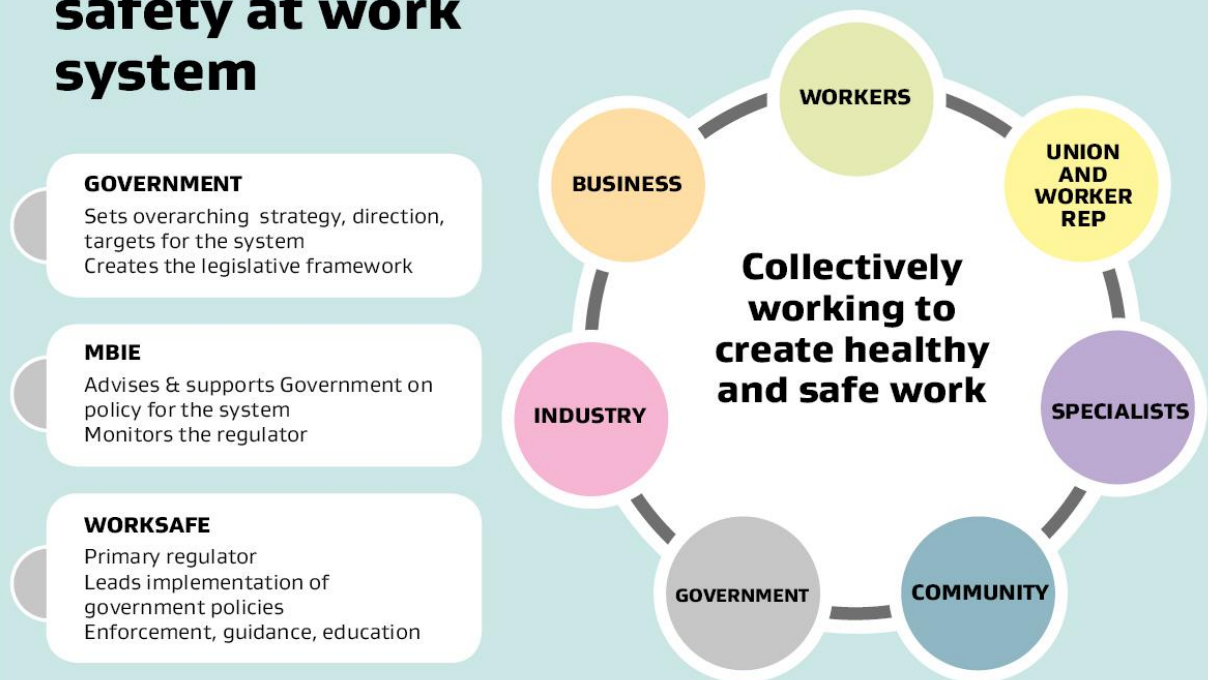 safety at work
system
GOVERNMENT
Sets overarching strategy, direction,
targets for the system
Creates the legislative framework
MBIE
Advises & supports Government on
policy for the system
Monitors the regulator
WORKSAFE
Primary regulator
Leads implementation of
government policies
Enforcement, guidance, education
WORKERS
UNION
AND
WORKER
REP
BUSINESS
Collectively
working to
create healthy
and safe work
INDUSTRY
SPECIALISTS
GOVERNMENT
COMMUNITY